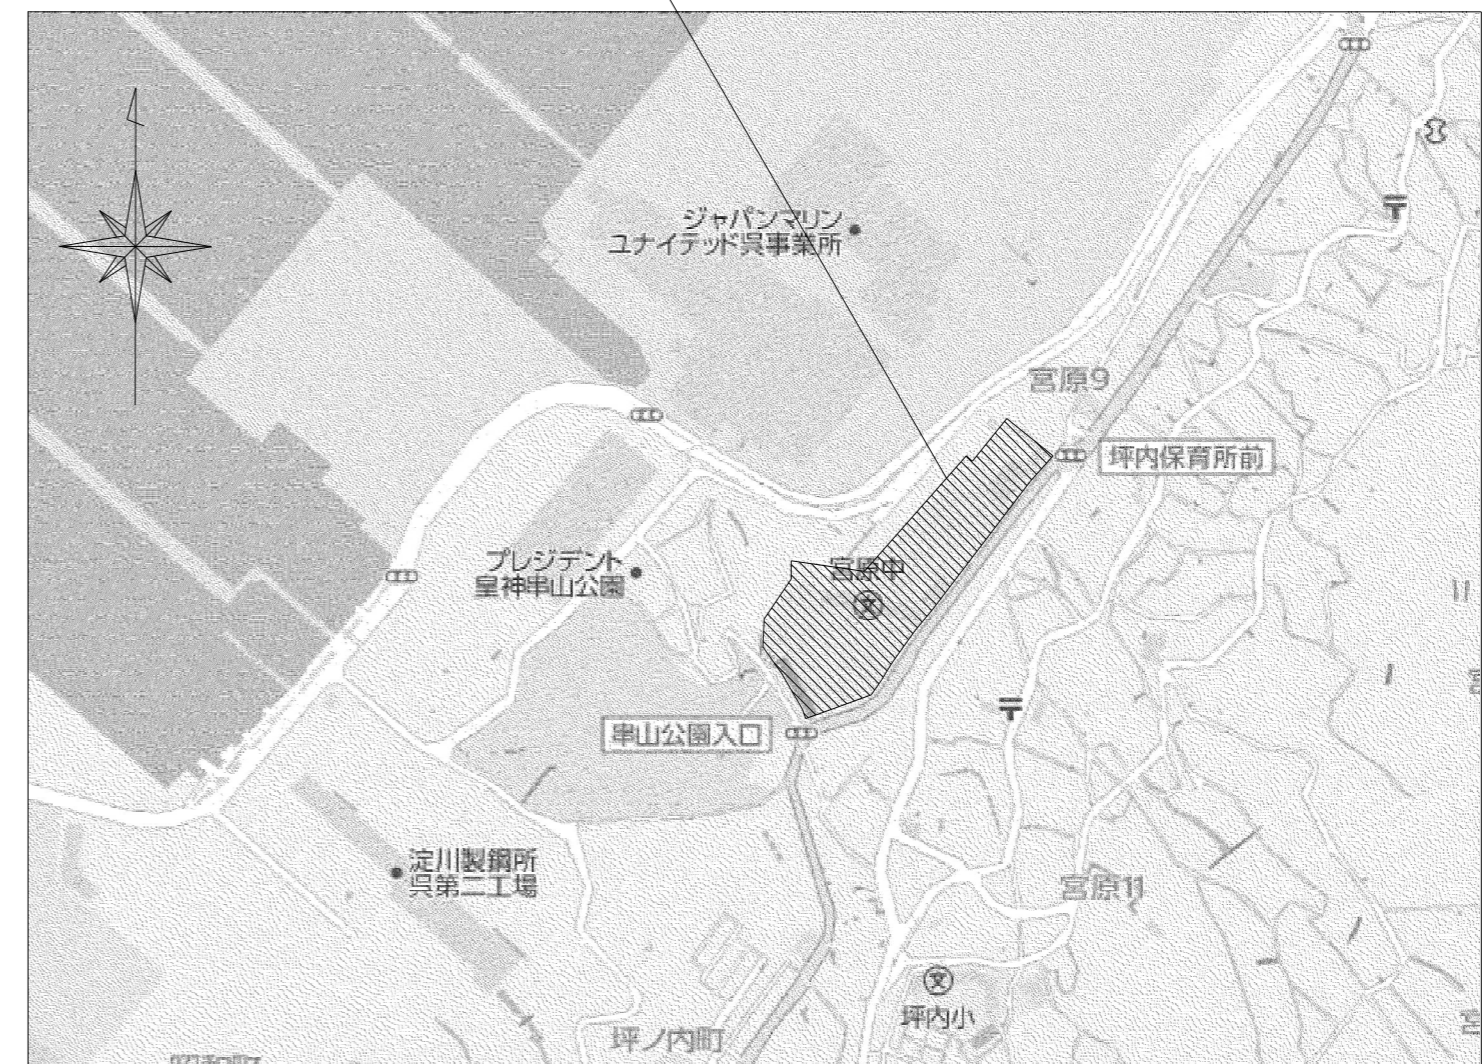 ジャパンマリン
ユナイテッド呉事業所
宮原9
坪内保育所前
プレジデント
皇神串山公園
宮原中
文
串山公園入口
淀川製鋼所
呉第二工場
宮原11
文
坪内小
坪ノ内町